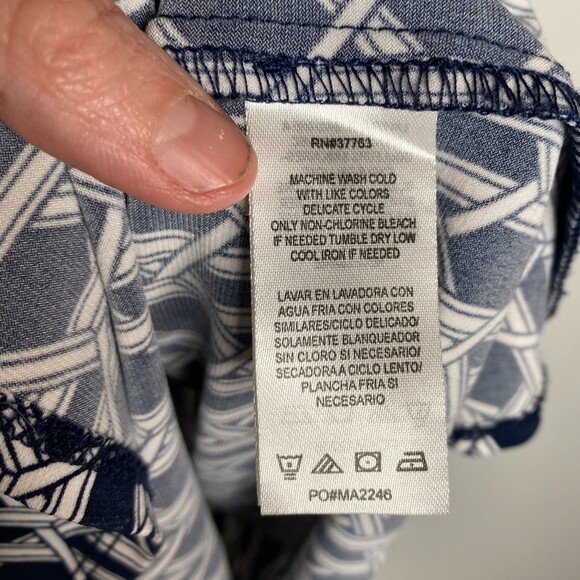 RN#37763
MACHINE WASH COLD
WITH LIKE COLORS
DELICATE CYCLE
ONLY NON-CHLORINE BLEACH
IF NEEDED TUMBLE DRY LOW
COOL IRON IF NEEDED
LAVAR EN LAVADORA CON
AGUA FRIA CON COLORES
SIMILARES/CICLO DELICADO/
SOLAMENTE BLANQUEADOR
SIN CLORO SI NECESARIO/
SECADORA A CICLO LENTO/
PLANCHA FRIA SI
NECESARIO
PO#MA2246